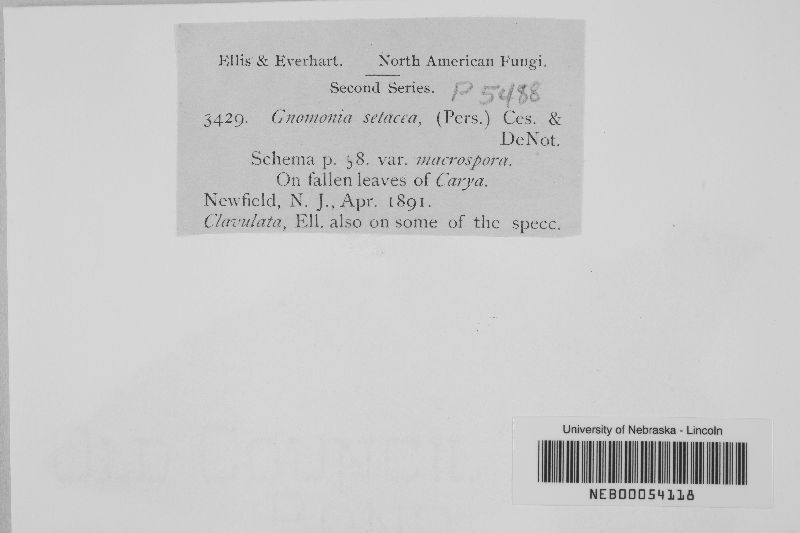 Ellis & Everhart. North American Fungi.
Second Series. P 5488
3429. Gnomonia setacea, (Pers.) Ces. &
DeNot.
Schema p. 58. var. macrospora.
On fallen leaves of Carya.
Newfield, N. J., Apr. 1891.
Clavulata, Ell. also on some of the specc.
University of Nebraska - Lincoln
NEB00054118